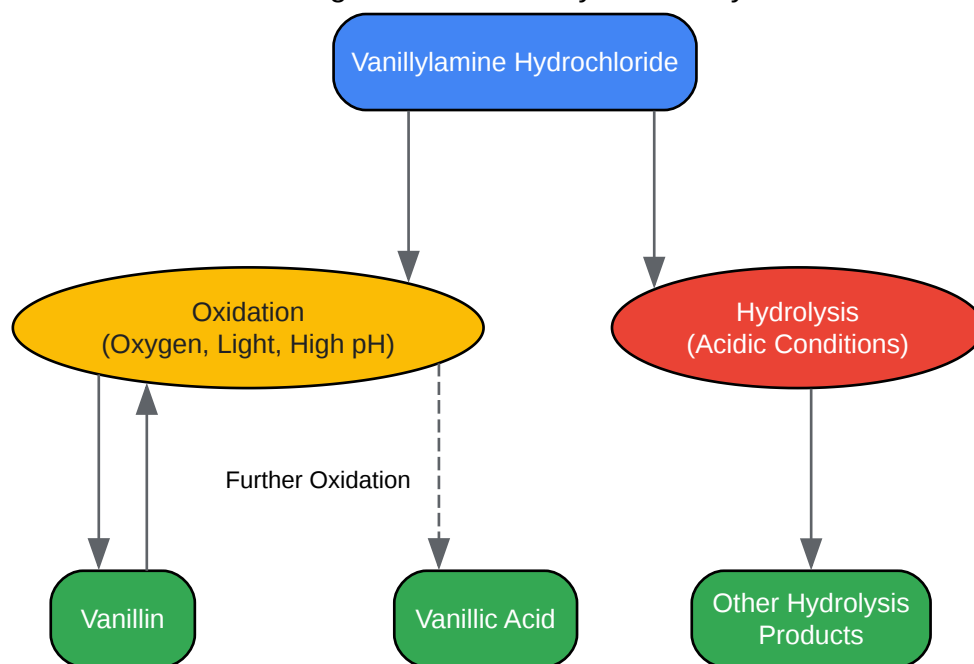 Vanillylamine Hydrochloride
Oxidation
(Oxygen, Light, High pH)
Hydrolysis
(Acidic Conditions)
Further Oxidation
Vanillin
Vanillic Acid
Other Hydrolysis
Products